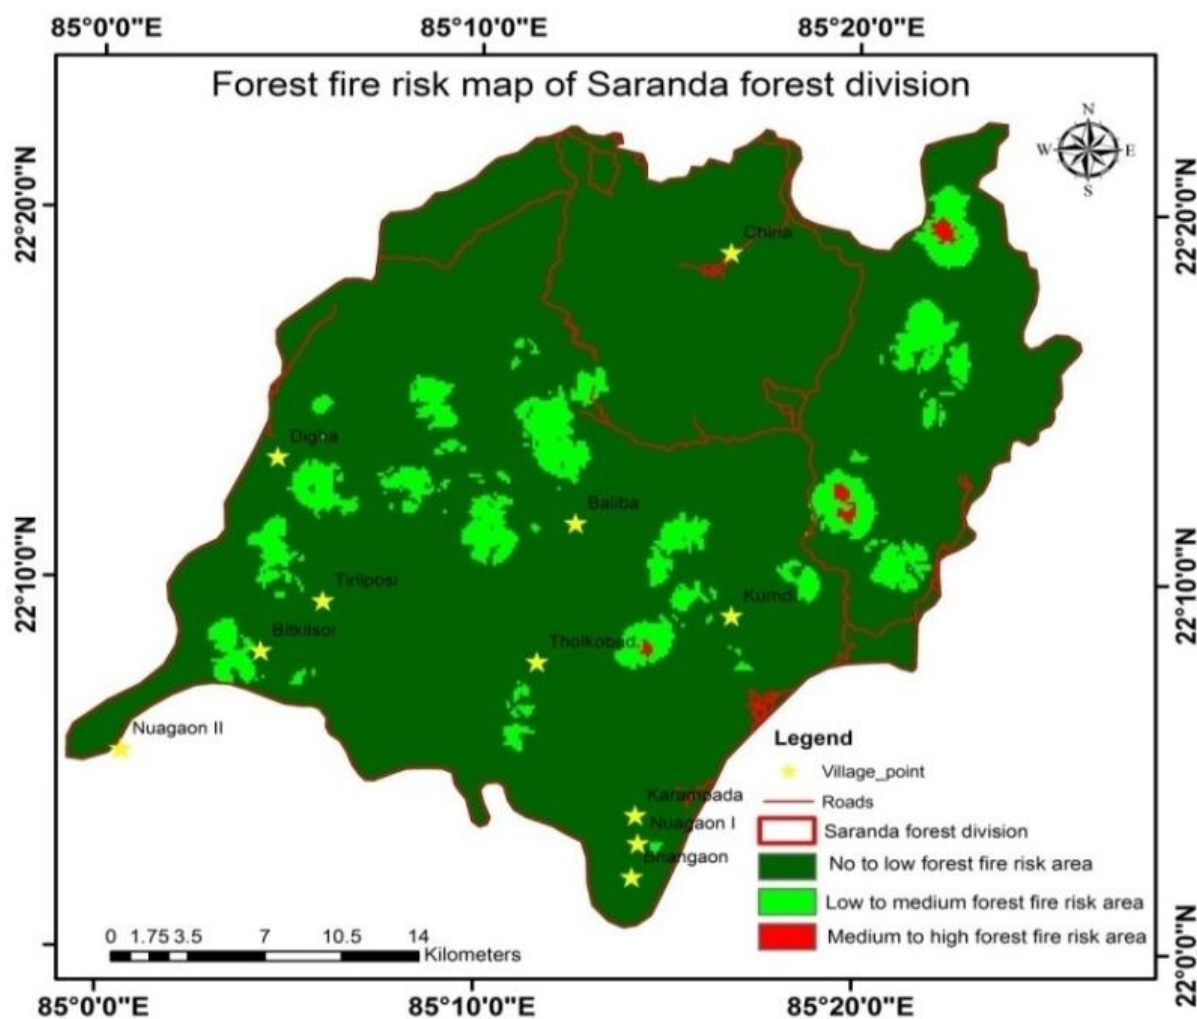 85°0'0"E 85°10'0"E 85°20'0"E
Forest fire risk map of Saranda forest division
N
W E
S
22°20'0"N 22°20'0"N
Chiria
Digha
Baliba
22°10'0"N 22°10'0"N
Tirilposi
Kumdi
Bitkilsoi
Tholkobad
Nuagaon II
Legend
Village_point
Karampada
Roads
Nuagaon I
Saranda forest division
Bhangaon
No to low forest fire risk area
Low to medium forest fire risk area
0 1.75 3.5 7 10.5 14
Kilometers
Medium to high forest fire risk area
22°0'0"N
85°0'0"E 85°10'0"E 85°20'0"E